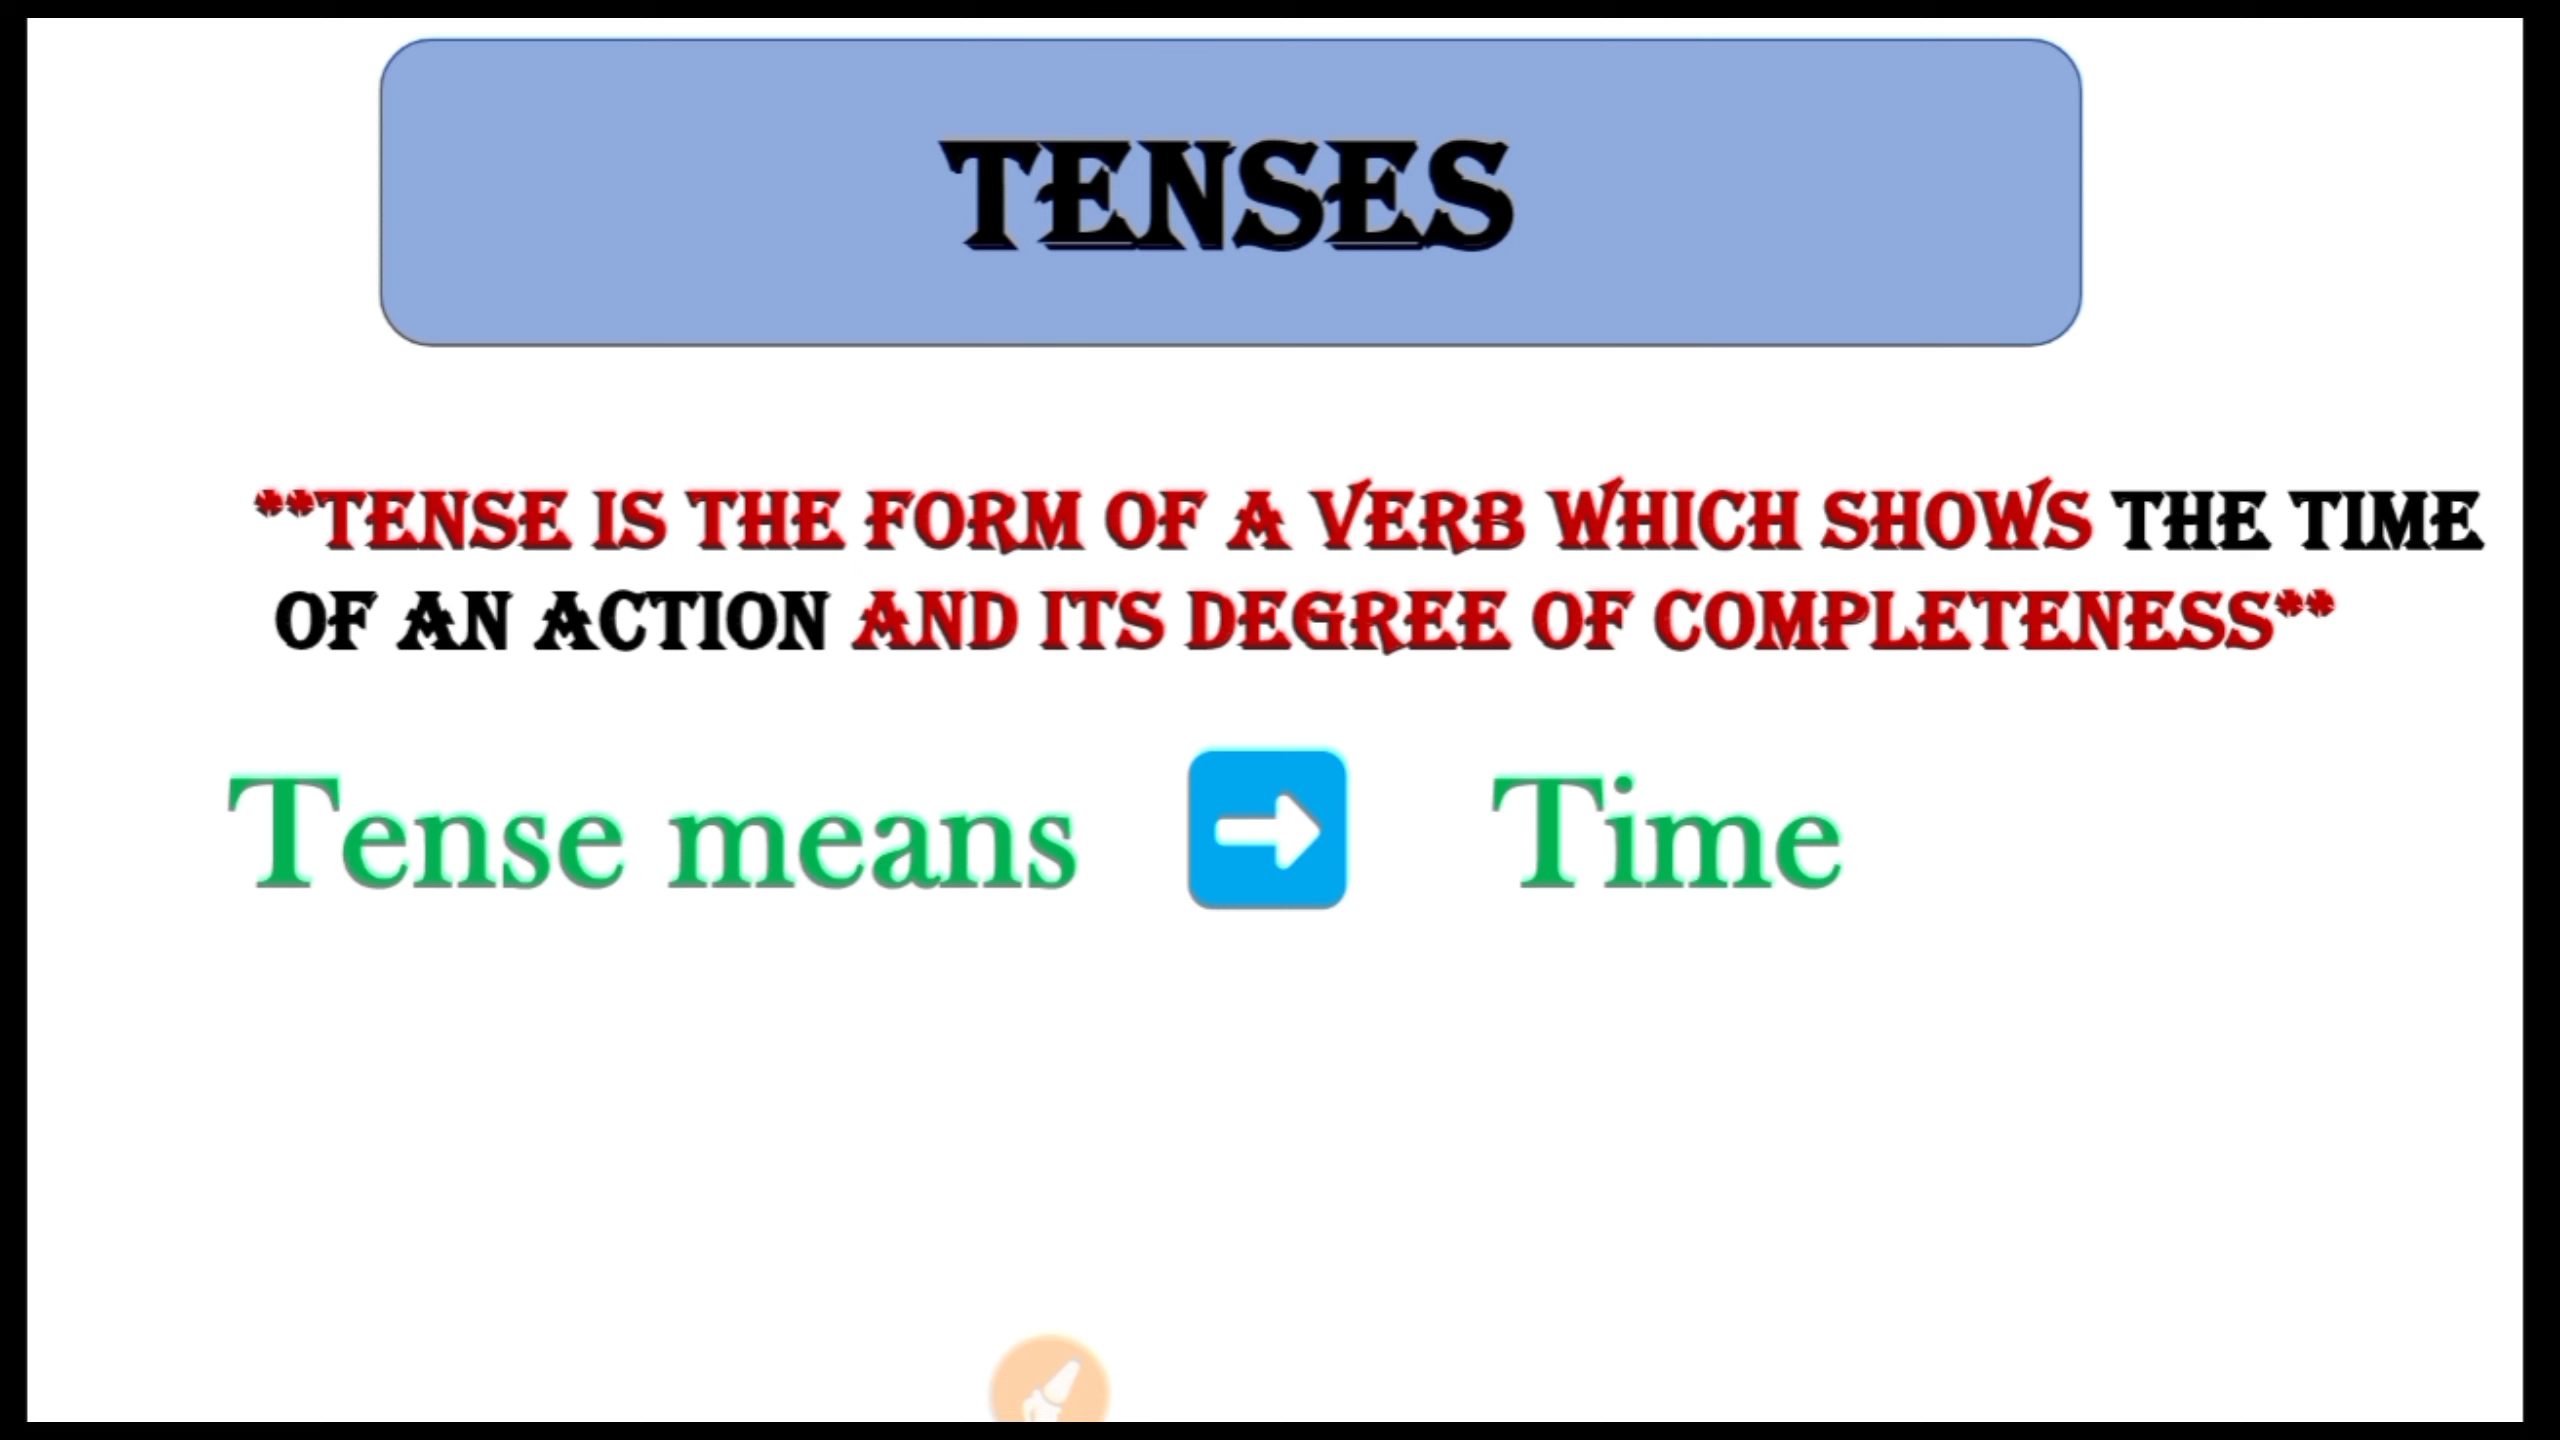 TENSES
**TENSE IS THE FORM OF A VERB WHICH SHOWS THE TIME
OF AN ACTION AND ITS DEGREE OF COMPLETENESS**
Tense means ➡ Time